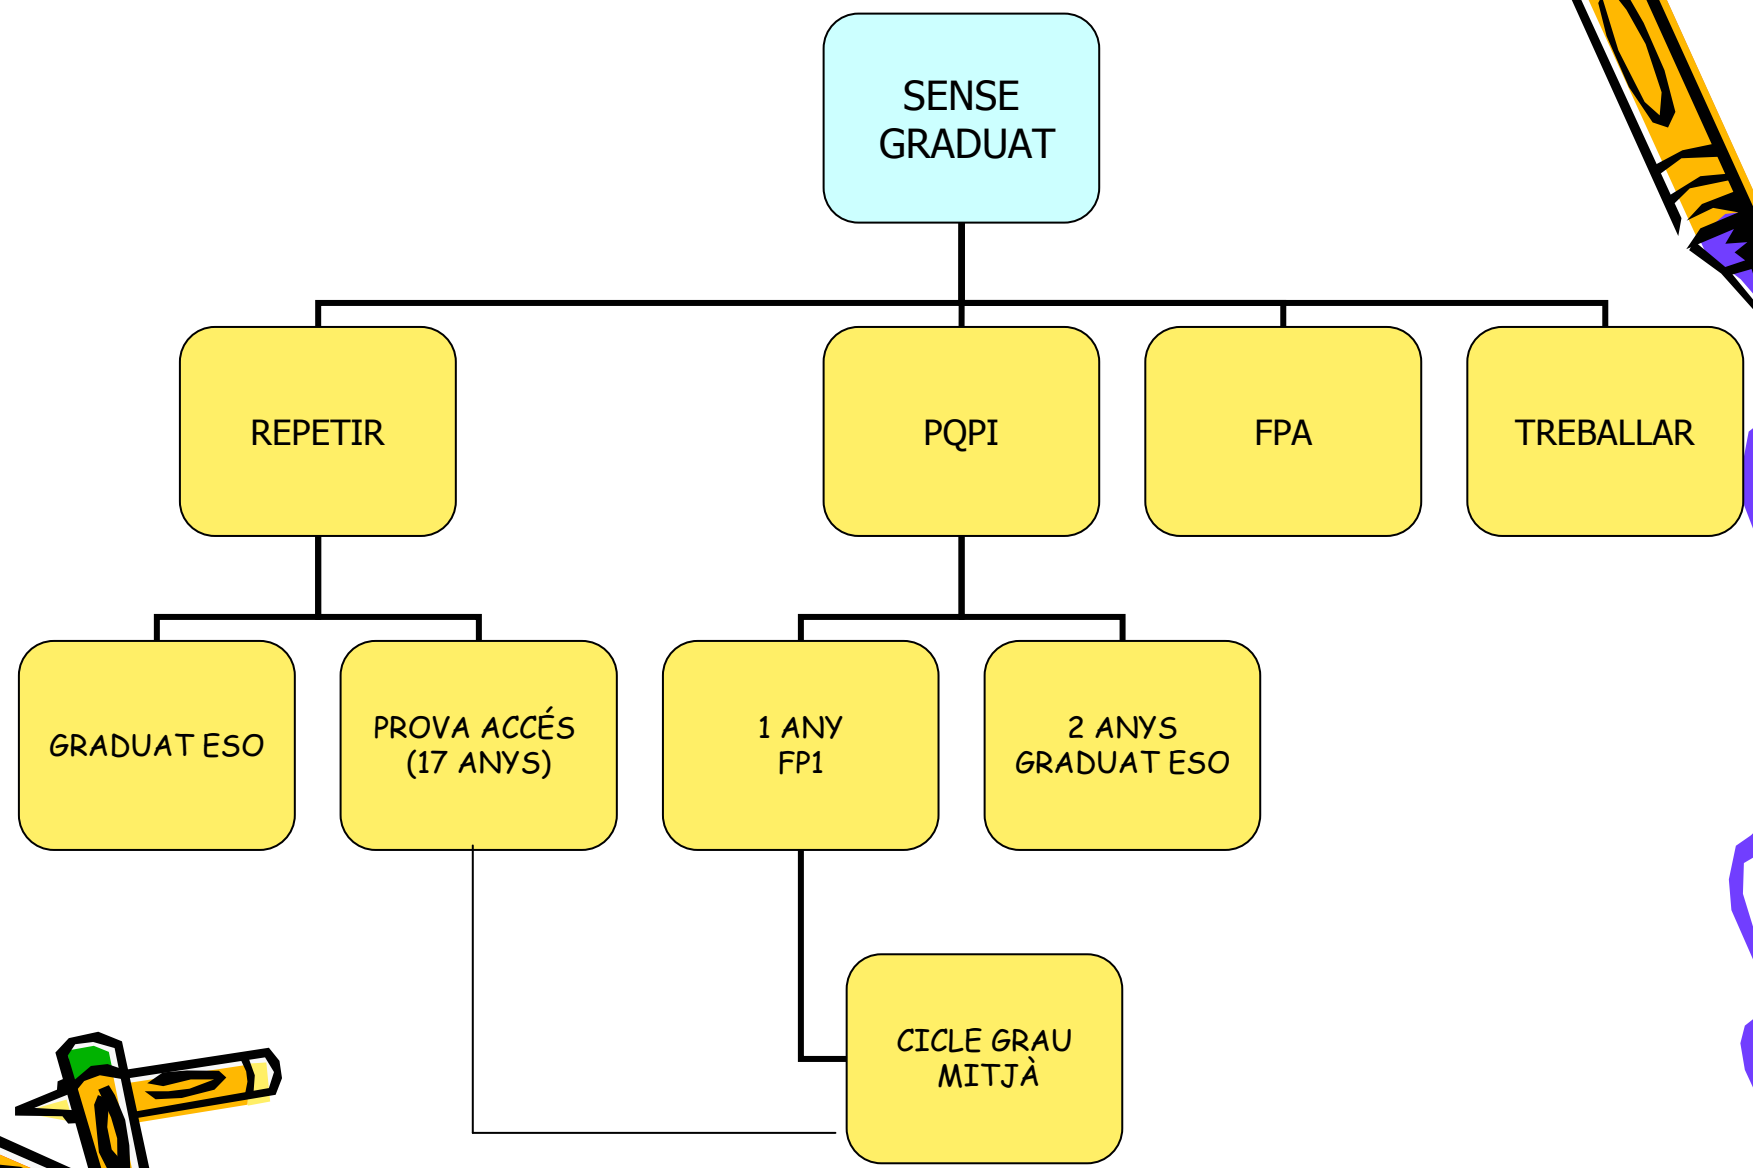 SENSE
GRADUAT
REPETIR
PQPI
FPA
TREBALLAR
GRADUAT ESO
PROVA ACCÉS
(17 ANYS)
1 ANY
FP1
2 ANYS
GRADUAT ESO
CICLE GRAU
MITJÀ